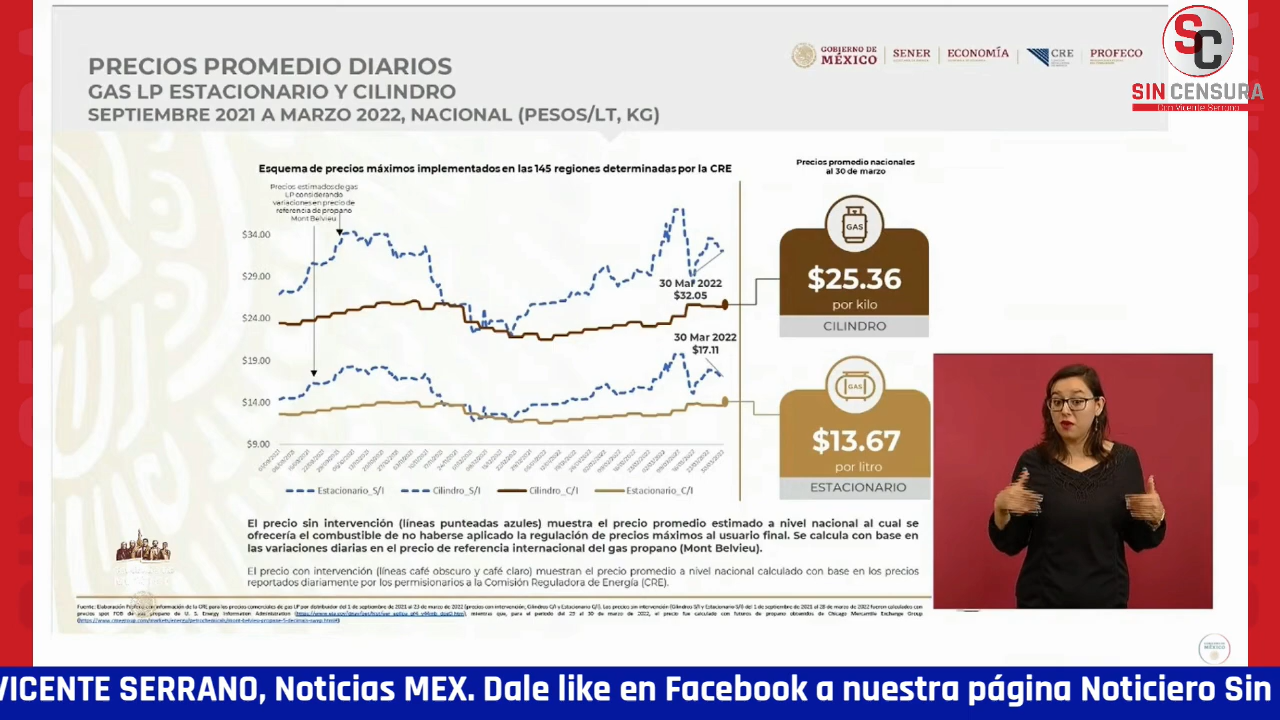 PRECIOS PROMEDIO DIARIOS
GAS LP ESTACIONARIO Y CILINDRO
SEPTIEMBRE 2021 A MARZO 2022, NACIONAL (PESOS/LT, KG)
GOBIERNO DE
MÉXICO
SENER
ECONOMÍA
CRE
PROFECO
SC
SIN CENSURA
Con Vicente Serrano
Esquema de precios máximos implementados en las 145 regiones determinadas por la CRE
Precios estimados de gas
LP considerando
variaciones en precio de
referencia de propano
Mont Belvieu
$34.00
$29.00
$24.00
$19.00
$14.00
$9.00
30 Mar 2022
$32.05
30 Mar 2022
$17.11
Estacionario_S/I
Cilindro_S/I
Cilindro_C/I
Estacionario_C/I
Precios promedio nacionales
al 30 de marzo
GAS
$25.36
por kilo
CILINDRO
GAS
$13.67
por litro
ESTACIONARIO
El precio sin intervención (líneas punteadas azules) muestra el precio promedio estimado a nivel nacional al cual se
ofrecería el combustible de no haberse aplicado la regulación de precios máximos al usuario final. Se calcula con base en
las variaciones diarias en el precio de referencia internacional del gas propano (Mont Belvieu).
El precio con intervención (líneas café obscuro y café claro) muestran el precio promedio a nivel nacional calculado con base en los precios
reportados diariamente por los permisionarios a la Comisión Reguladora de Energía (CRE).
VICENTE SERRANO, Noticias MEX. Dale like en Facebook a nuestra página Noticiero Sin